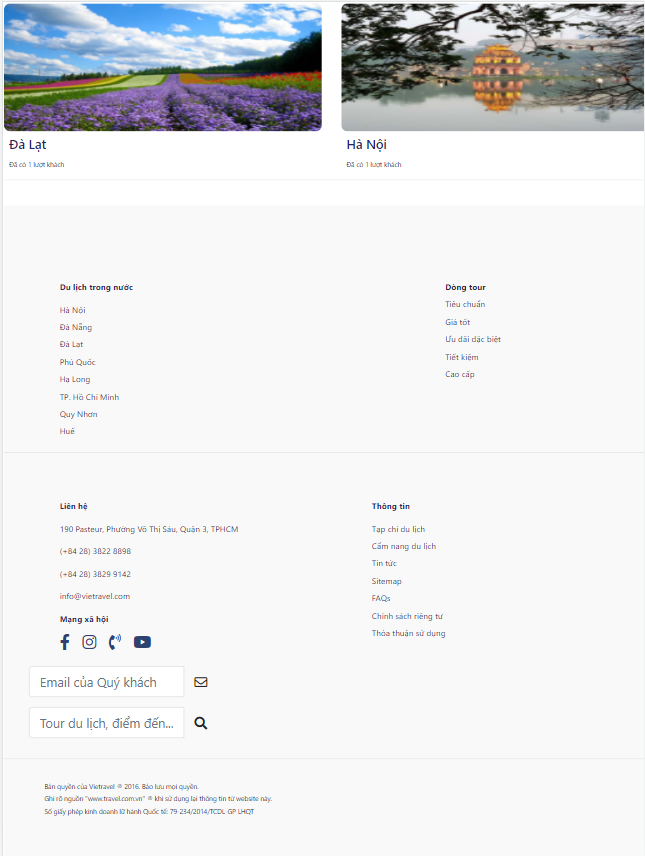 Đà Lạt
Hà Nội
Đã có 1 lượt khách
Đã có 1 lượt khách
Du lịch trong nước
Hà Nôi
Đà Nẵng
Đà Lạt
Phú Quốc
Hạ Long
TP. Hồ Chí Minh
Quy Nhơn
Huế
Dòng tour
Tiêu chuẩn
Giá tốt
Ưu dãi dặc biệt
Tiết kiệm
Cao cấp
Liên hệ
190 Pasteur, Phường Võ Thị Sáu, Quận 3, TPHCM
(+84 28) 3822 8898
(+84 28) 3829 9142
info@vietravel.com
Mạng xã hội
Thông tin
Tạp chí du lịch
Cẩm nang du lịch
Tin tức
Sitemap
FAQs
Chính sách riêng tư
Thỏa thuận sử dụng
Email của Quý khách
Tour du lịch, điểm đến...
Bản quyền của Vietravel ® 2016. Bảo lưu mọi quyền.
Ghi rõ nguồn "www.travel.com.vn" ® khi sử dụng lại thông tin từ website này.
Số giấy phép kinh doanh lữ hành Quốc tế: 79-234/2014/TCDL-GP LHQT